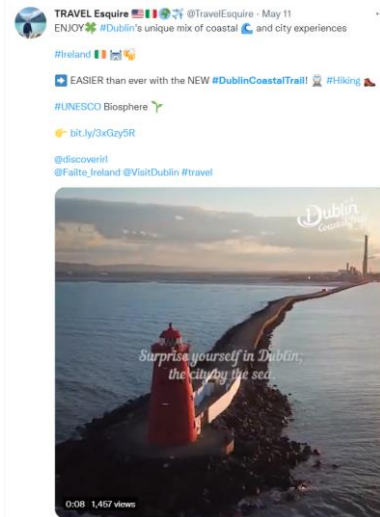 TRAVEL Esquire 🇺🇸🇮🇹🌍✈️ @TravelEsquire · May 11
ENJOY🍀 #Dublin's unique mix of coastal 🌊 and city experiences
#Ireland 🇮🇪 🏰🍻
➡️ EASIER than ever with the NEW #DublinCoastalTrail! 🚆 #Hiking 🥾
#UNESCO Biosphere 🌱
👉 bit.ly/3xGzy5R
@discoverirl
@Failte_Ireland @VisitDublin #travel
Dublin
Coastal Trail
Surprise yourself in Dublin,
the city by the sea.
0:08 1,457 views